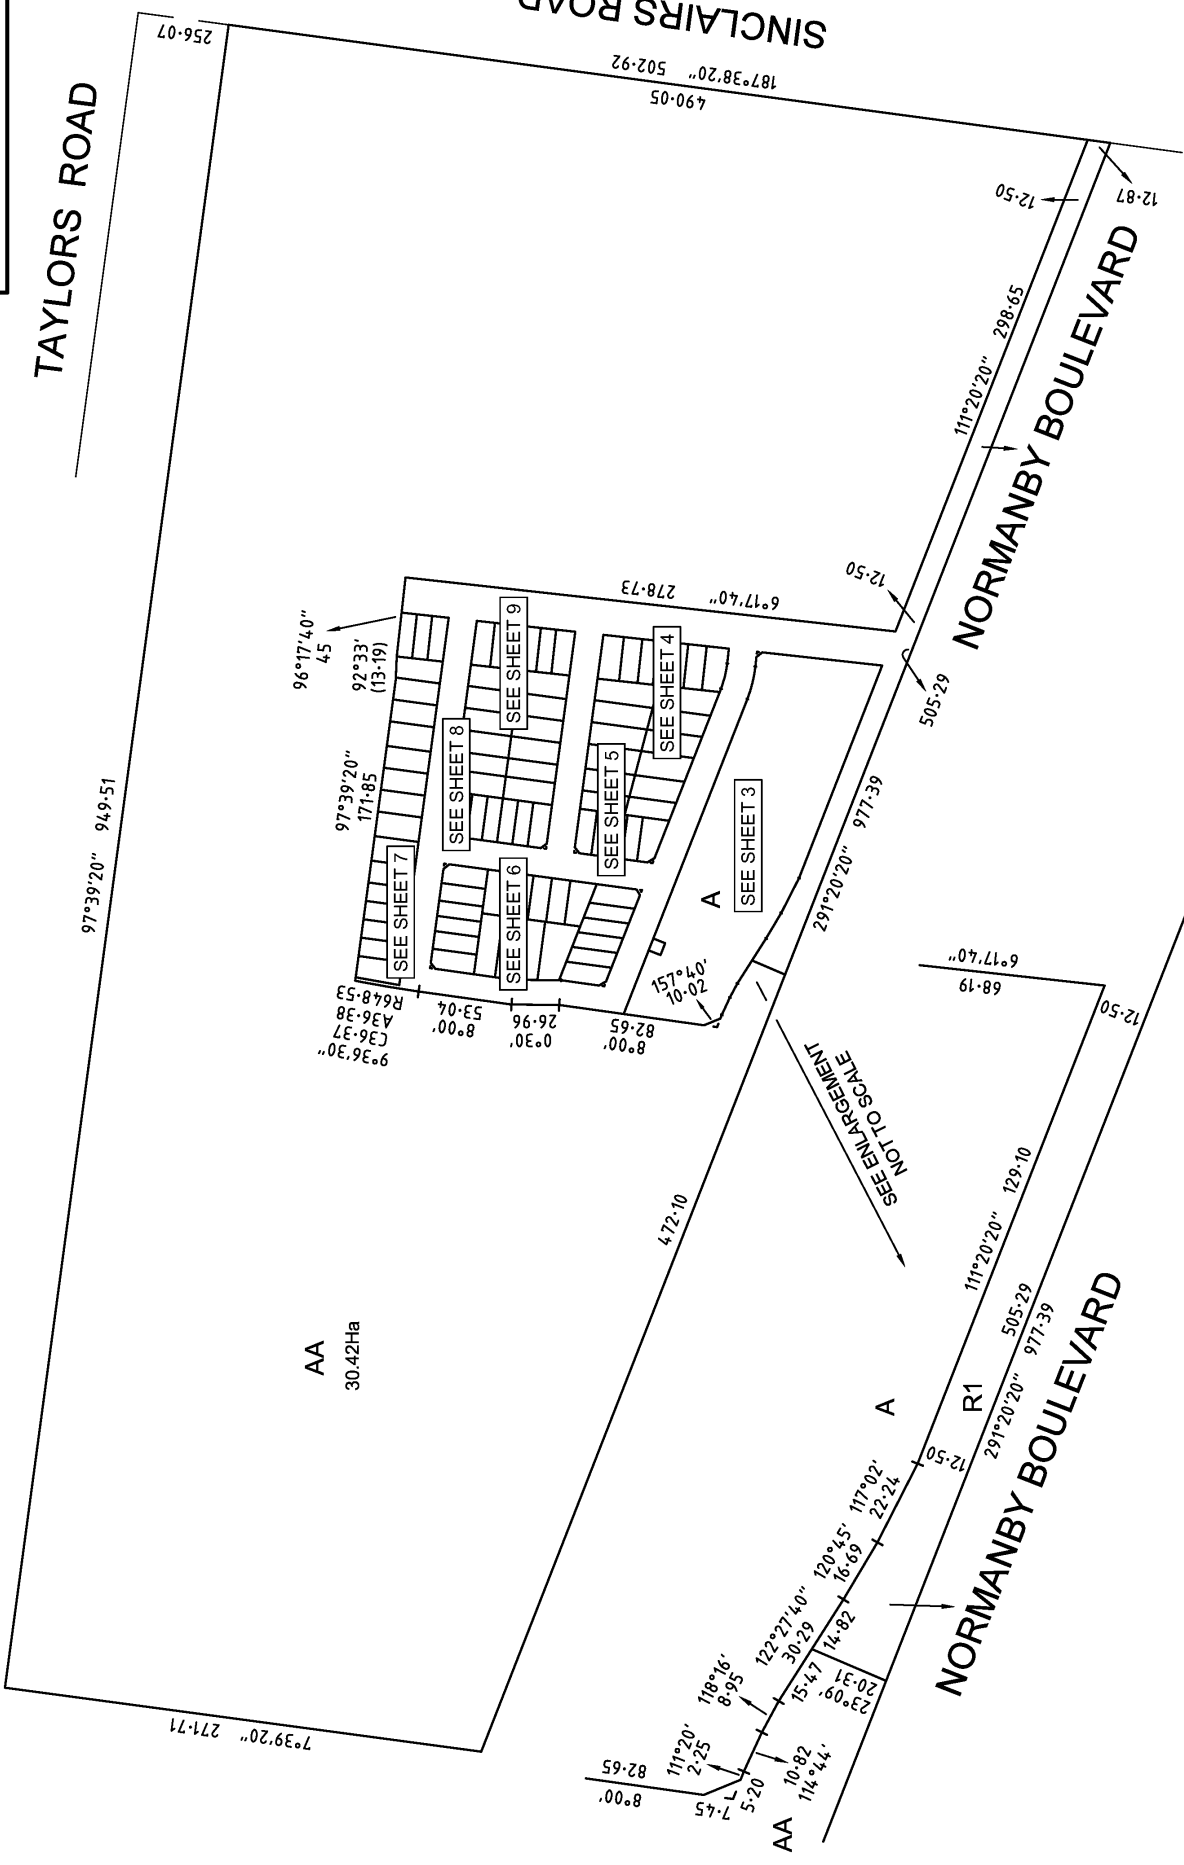 SINCLAIRS ROAD
TAYLORS ROAD
256·07
187°38'20" 502·92
490·05
12·50
12·87
111°20'20" 298·65
NORMANBY BOULEVARD
12·50
505·29
6°17'40" 278·73
96°17'40"
45
92°33'
(13·19)
97°39'20"
171·85
97°39'20" 949·51
SEE SHEET 9
SEE SHEET 4
SEE SHEET 8
SEE SHEET 5
SEE SHEET 3
SEE SHEET 7
SEE SHEET 6
A
291°20'20" 977·39
9°36'30"
C36·37
A36·38
R648·53
8°00'
53·04
0°30'
26·96
8°00'
82·65
157°40'
10·02
SEE ENLARGEMENT
NOT TO SCALE
472·10
AA
30.42Ha
7°39'20" 271·71
6°17'40"
68·19
12·50
111°20'20" 129·10
505·29
291°20'20" 977·39
R1
A
12·50
NORMANBY BOULEVARD
117°02'
22·24
120°45'
16·69
122°27'40"
30·29
14·82
15·47
23°09'
20·31
118°16'
8·95
111°20'
2·25
10·82
114°44'
5·20
7·45
8°00'
82·65
AA